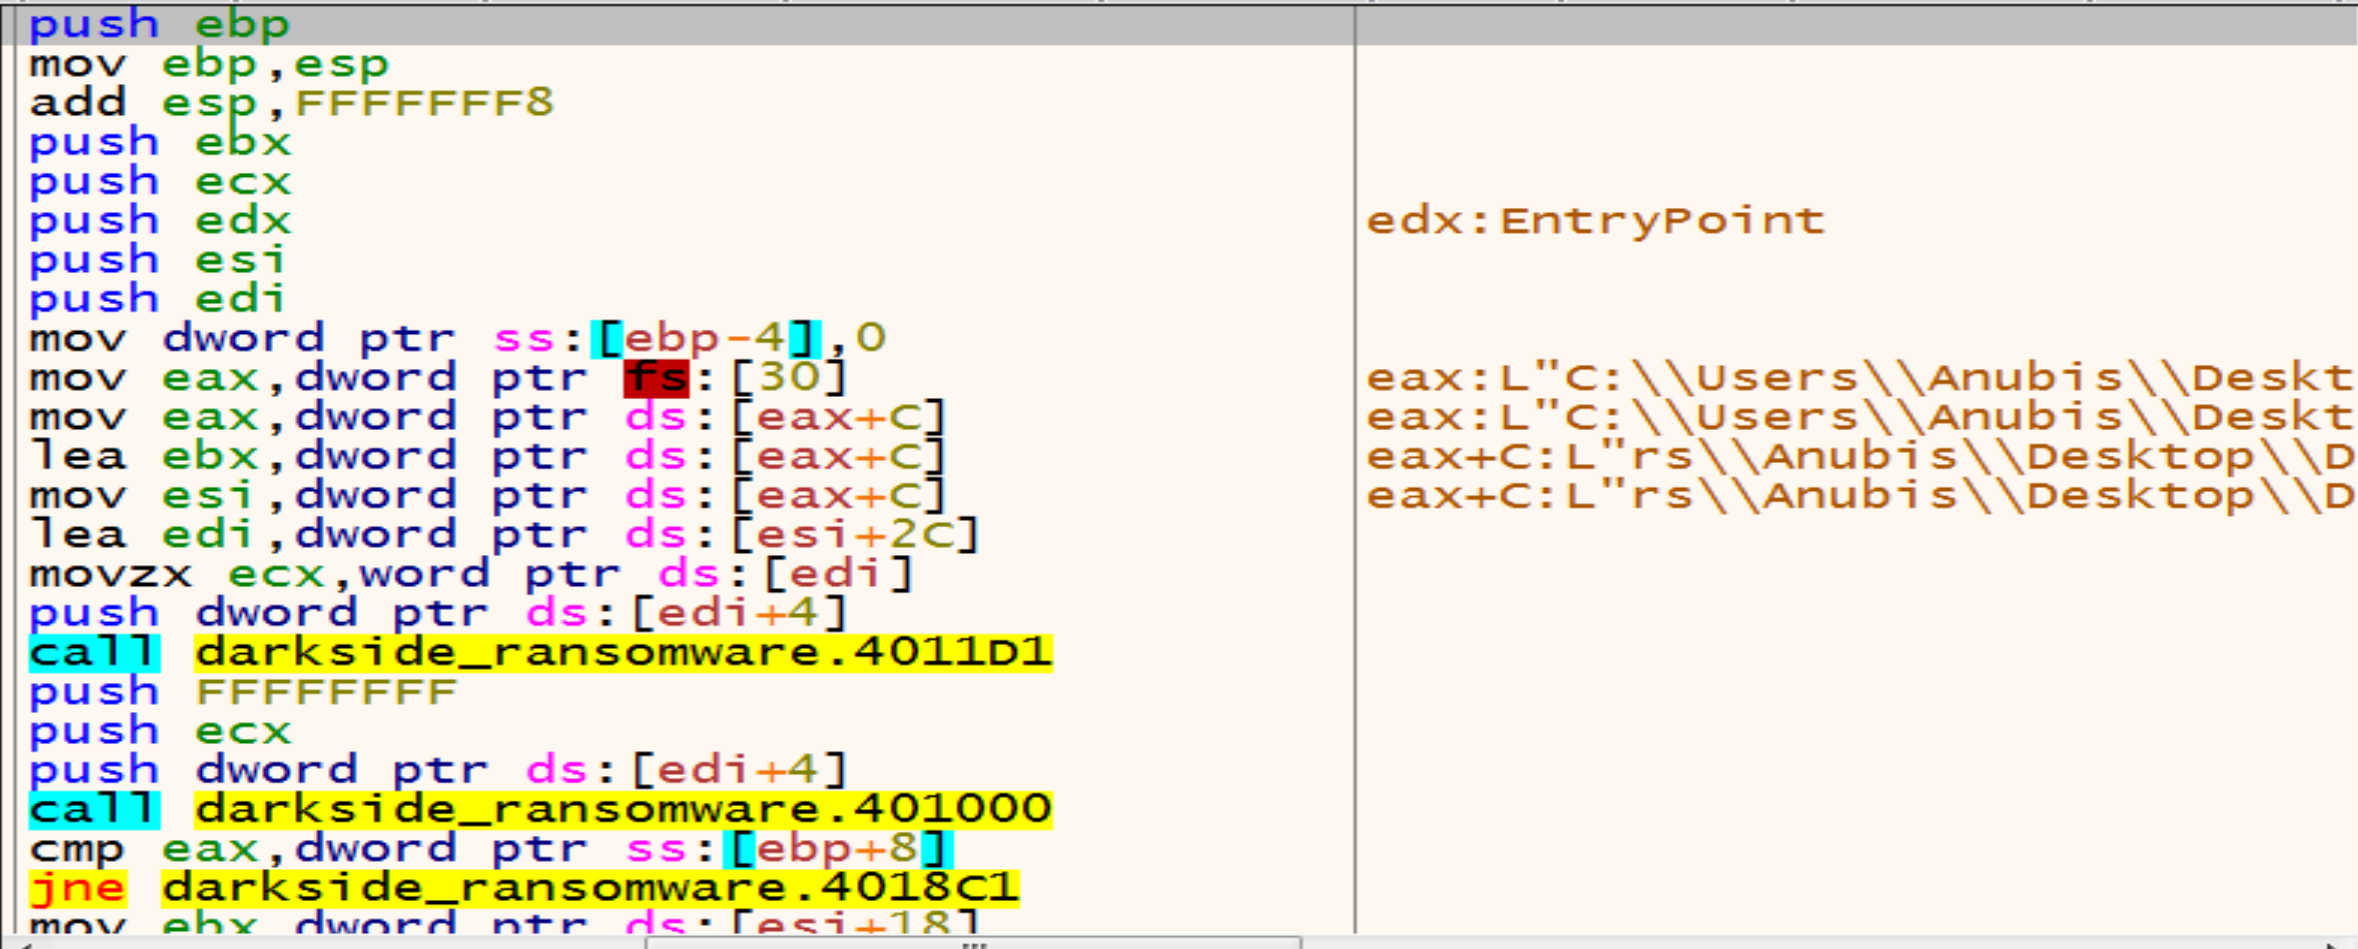 push ebp
mov ebp,esp
add esp,FFFFFFF8
push ebx
push ecx
push edx edx:EntryPoint
push esi
push edi
mov dword ptr ss:[ebp-4],0
mov eax,dword ptr fs:[30] eax:L"C:\\Users\\Anubis\\Deskt
mov eax,dword ptr ds:[eax+C] eax:L"C:\\Users\\Anubis\\Deskt
lea ebx,dword ptr ds:[eax+C] eax+C:L"rs\\Anubis\\Desktop\\D
mov esi,dword ptr ds:[eax+C] eax+C:L"rs\\Anubis\\Desktop\\D
lea edi,dword ptr ds:[esi+2C]
movzx ecx,word ptr ds:[edi]
push dword ptr ds:[edi+4]
call darkside_ransomware.4011D1
push FFFFFFFF
push ecx
push dword ptr ds:[edi+4]
call darkside_ransomware.401000
cmp eax,dword ptr ss:[ebp+8]
jne darkside_ransomware.4018C1
mov ebx dword ptr ds:[esi+18]